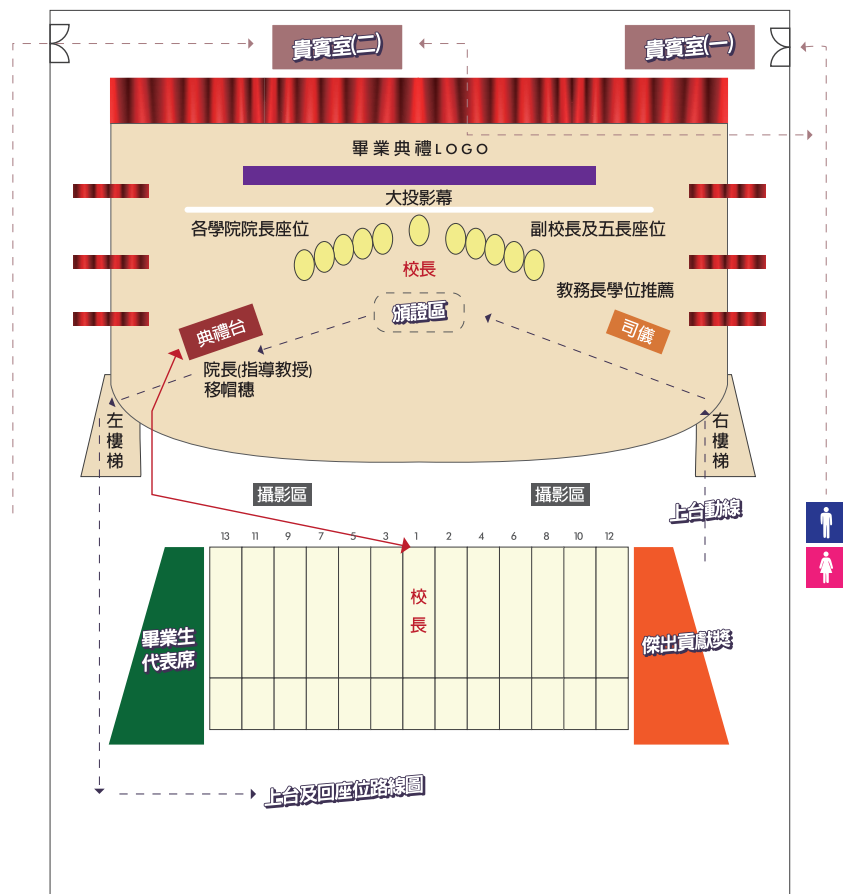 貴賓室(二)
貴賓室(一)
畢業典禮LOGO
大投影幕
各學院院長座位
副校長及五長座位
校長
教務長學位推薦
頒證區
典禮台
司儀
院長(指導教授)
移帽穗
左樓梯
右樓梯
攝影區
攝影區
上台動線
13 11 9 7 5 3 1 2 4 6 8 10 12
校長
畢業生
代表席
傑出貢獻獎
上台及回座位路線圖